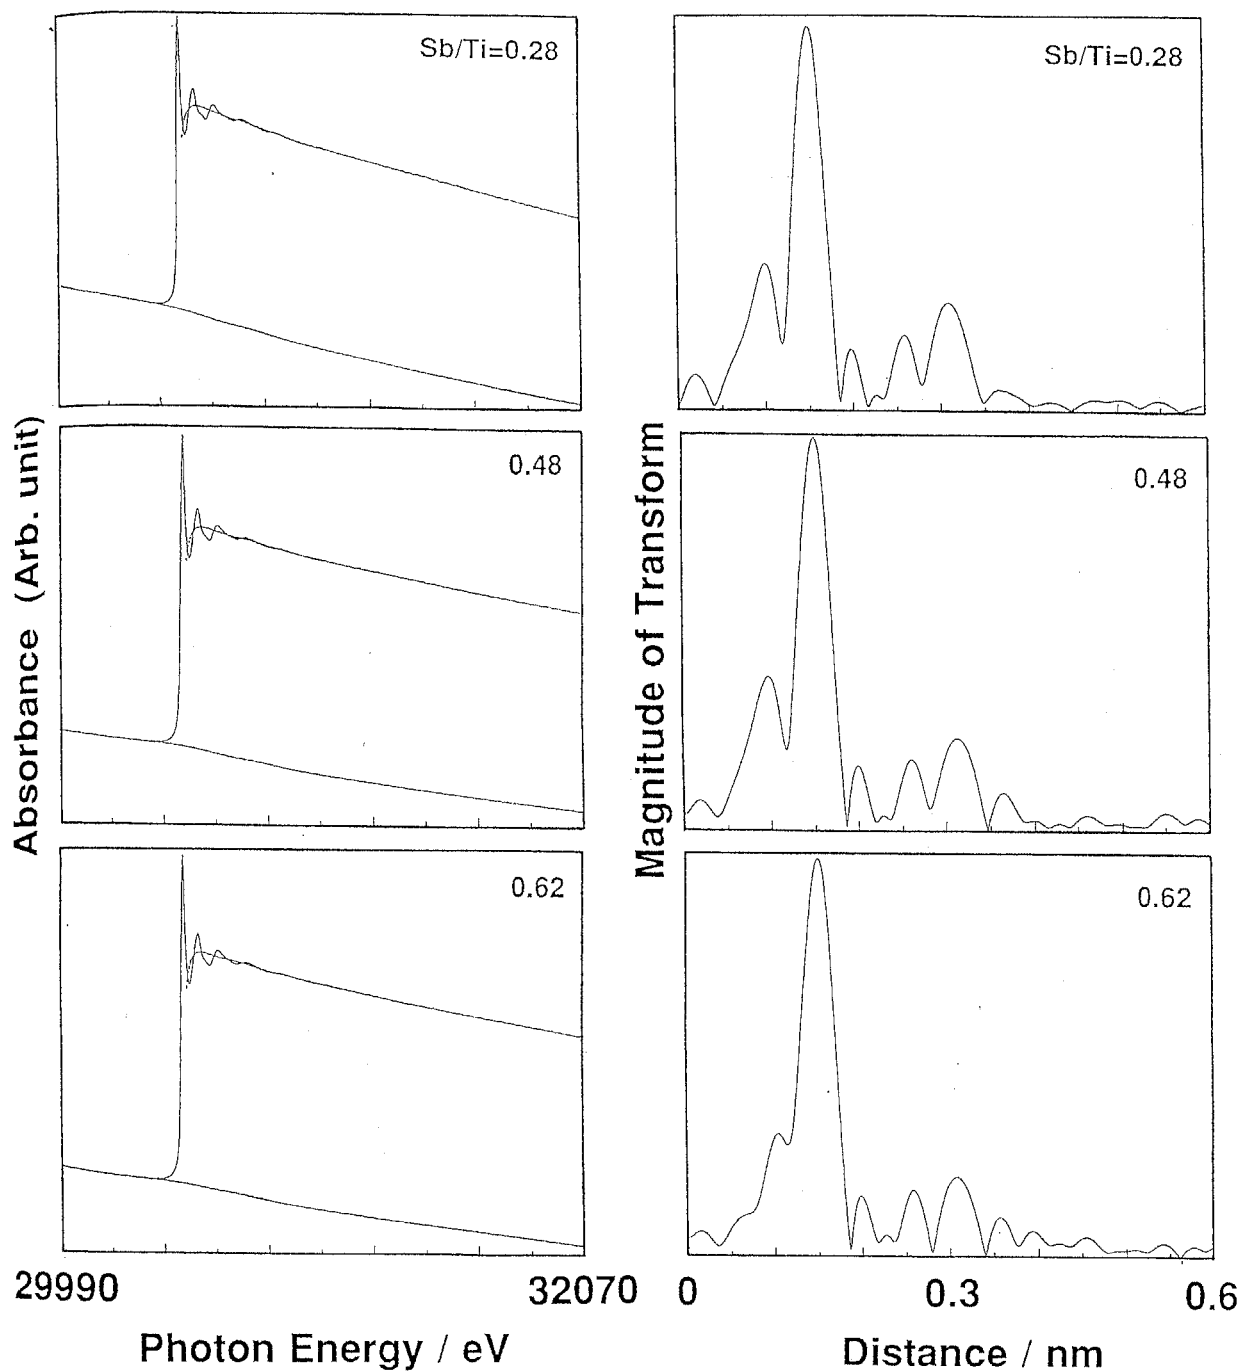 Sb/Ti=0.28
0.48
0.62
Absorbance (Arb. unit)
29990
32070
Photon Energy / eV
Sb/Ti=0.28
0.48
0.62
Magnitude of Transform
0
0.3
0.6
Distance / nm